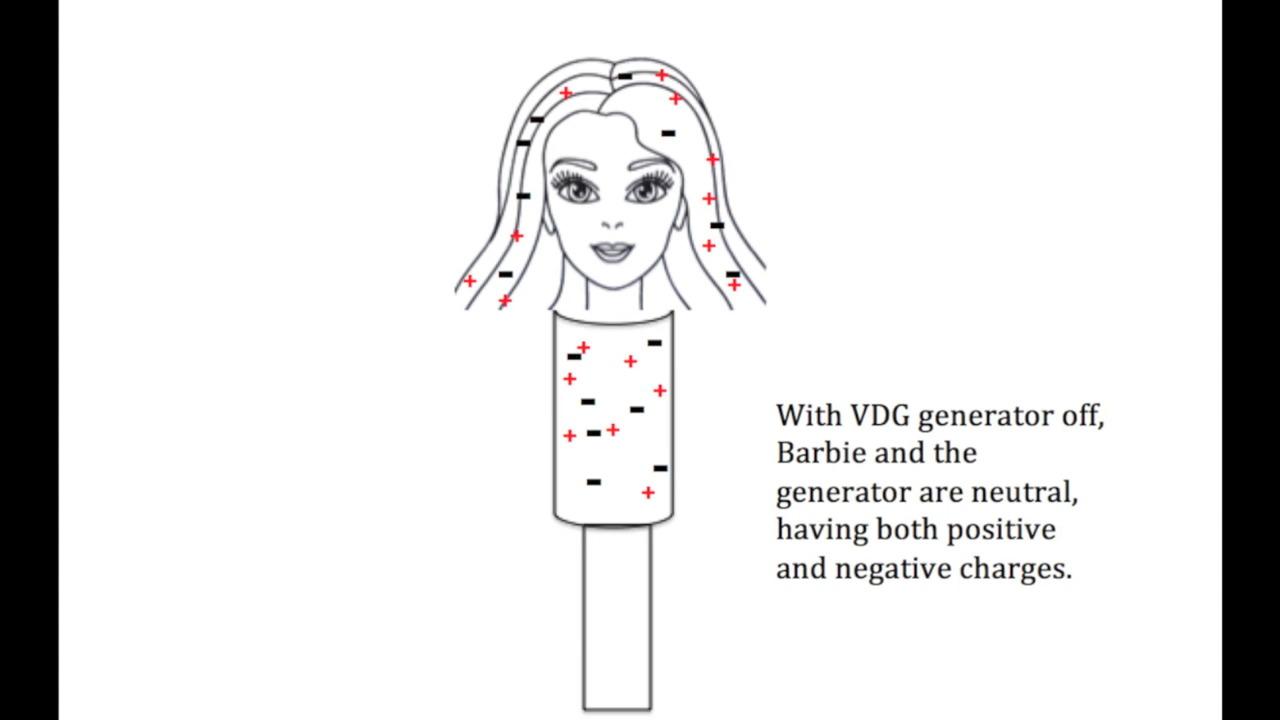 With VDG generator off,
Barbie and the
generator are neutral,
having both positive
and negative charges.